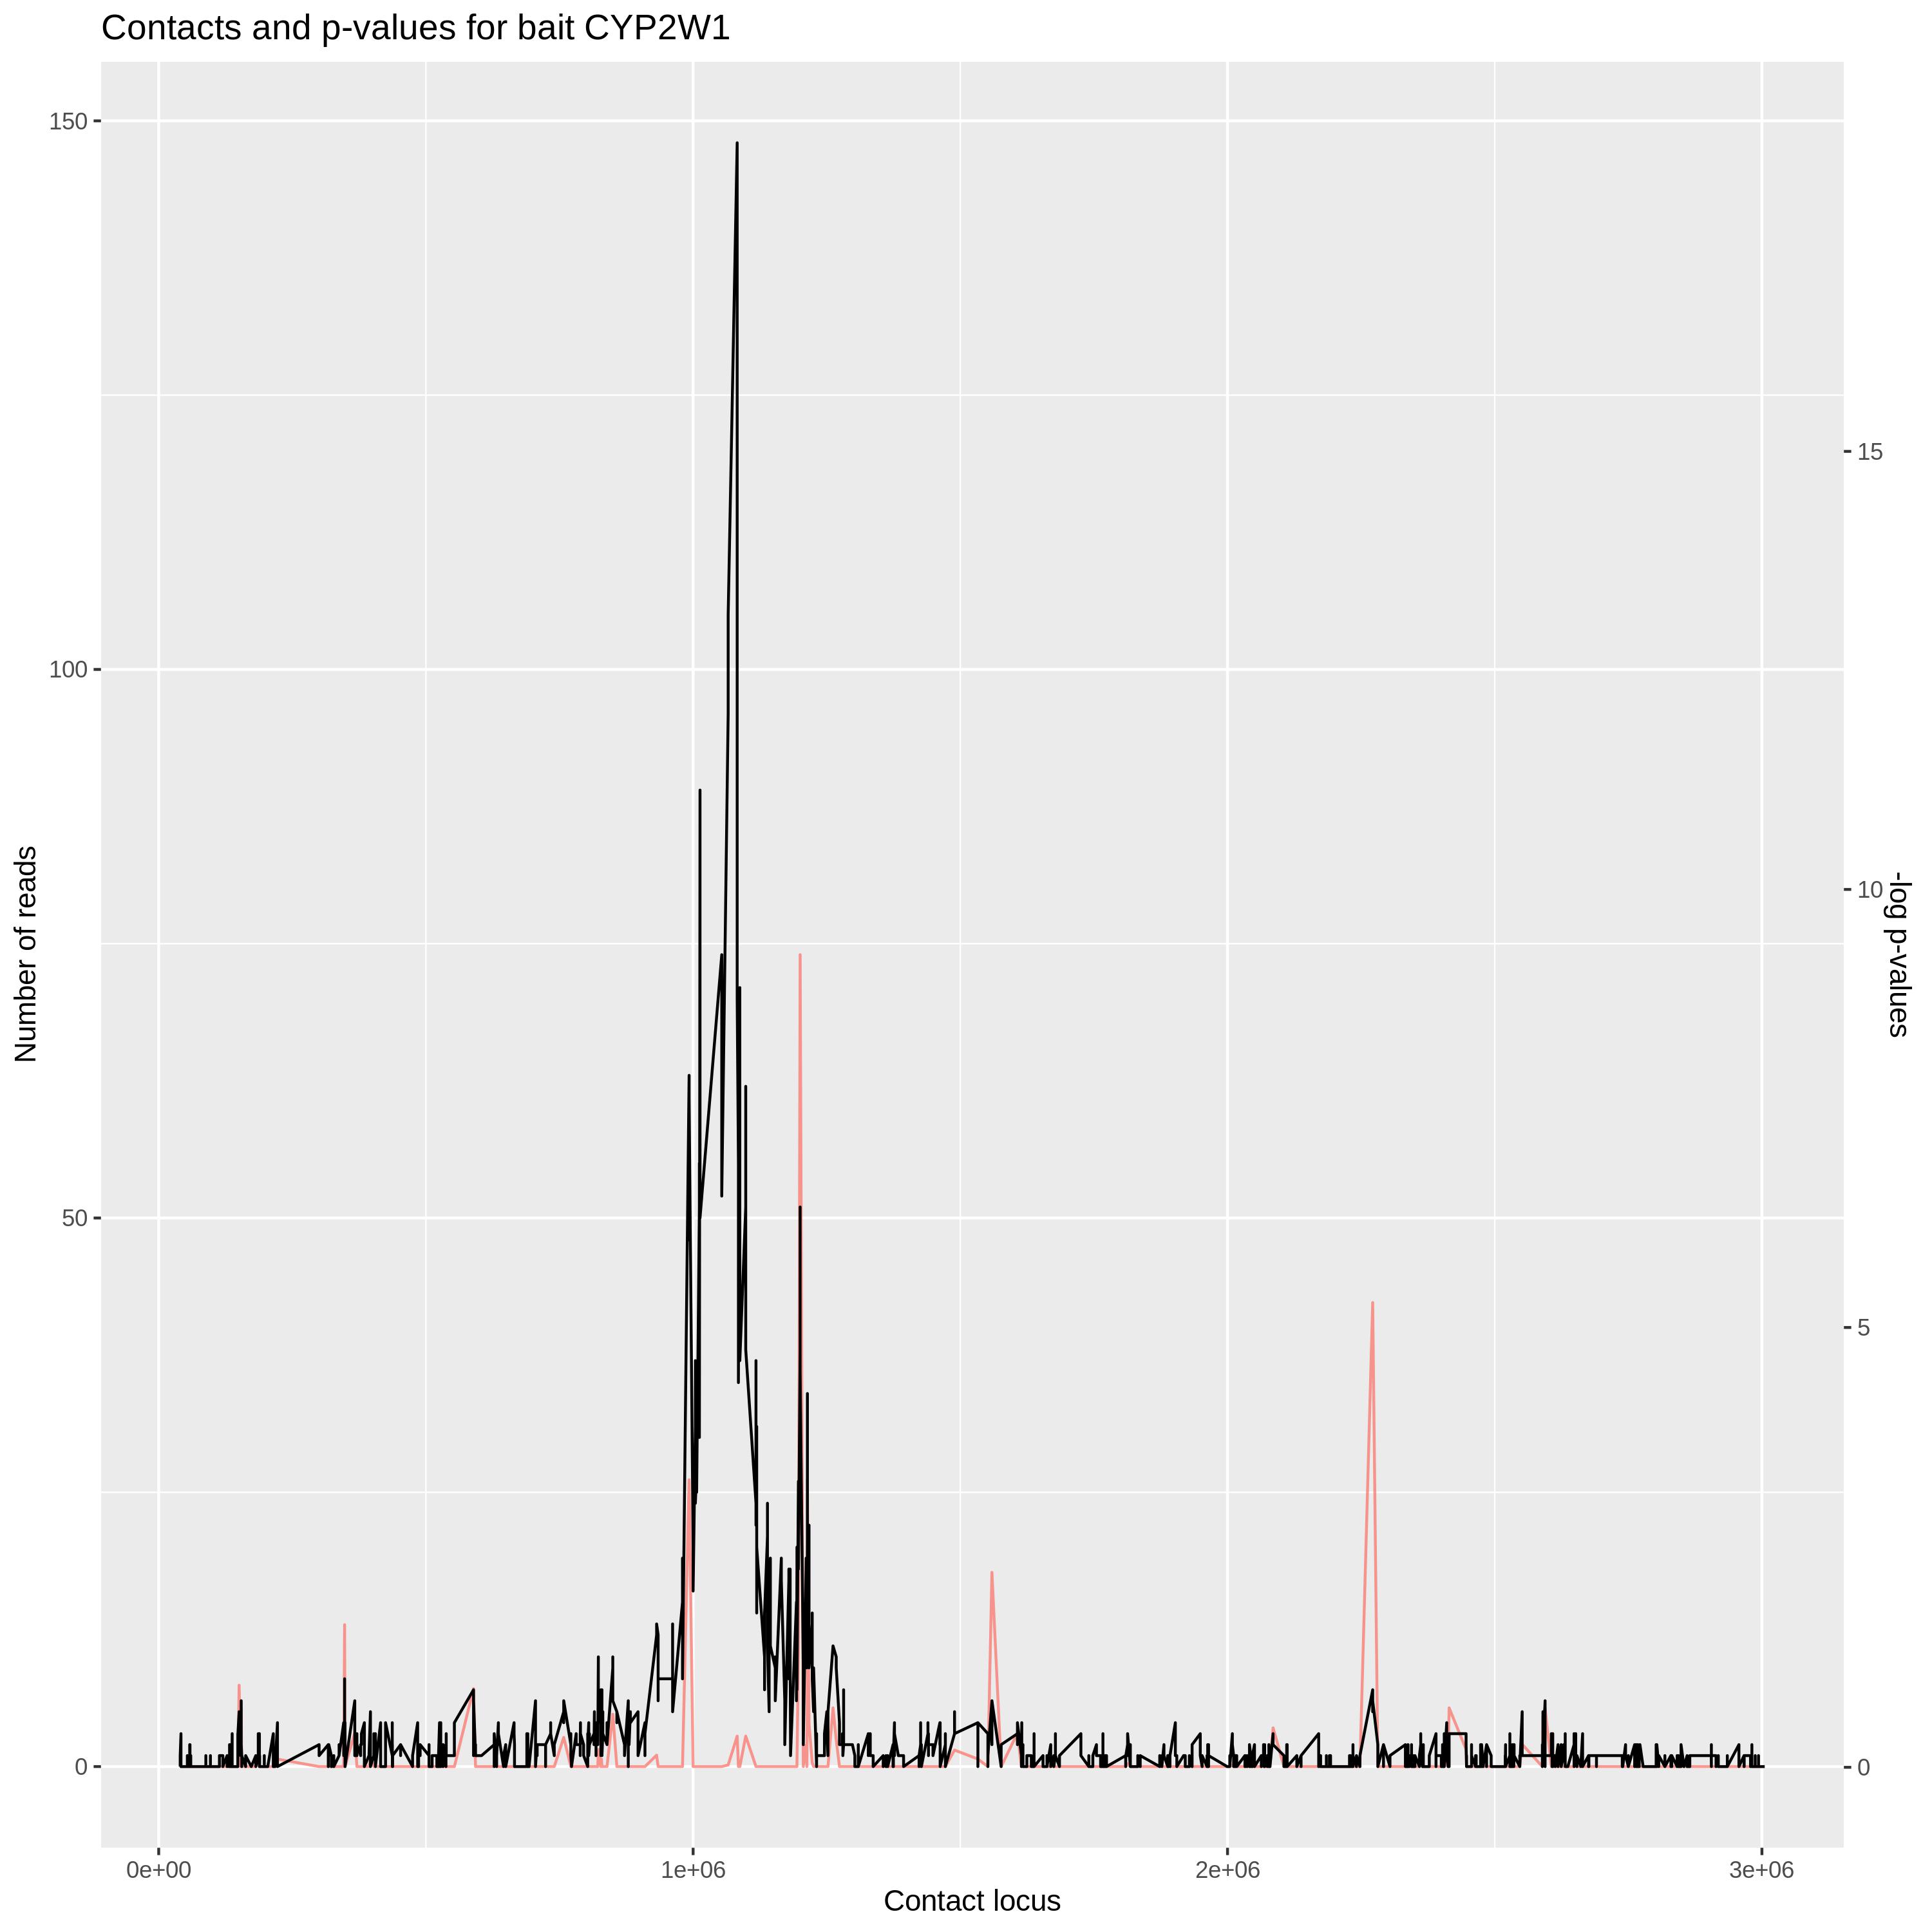 Contacts and p-values for bait CYP2W1
150
100
50
0
Number of reads
15
10
5
0
-log p-values
0e+00
1e+06
2e+06
3e+06
Contact locus